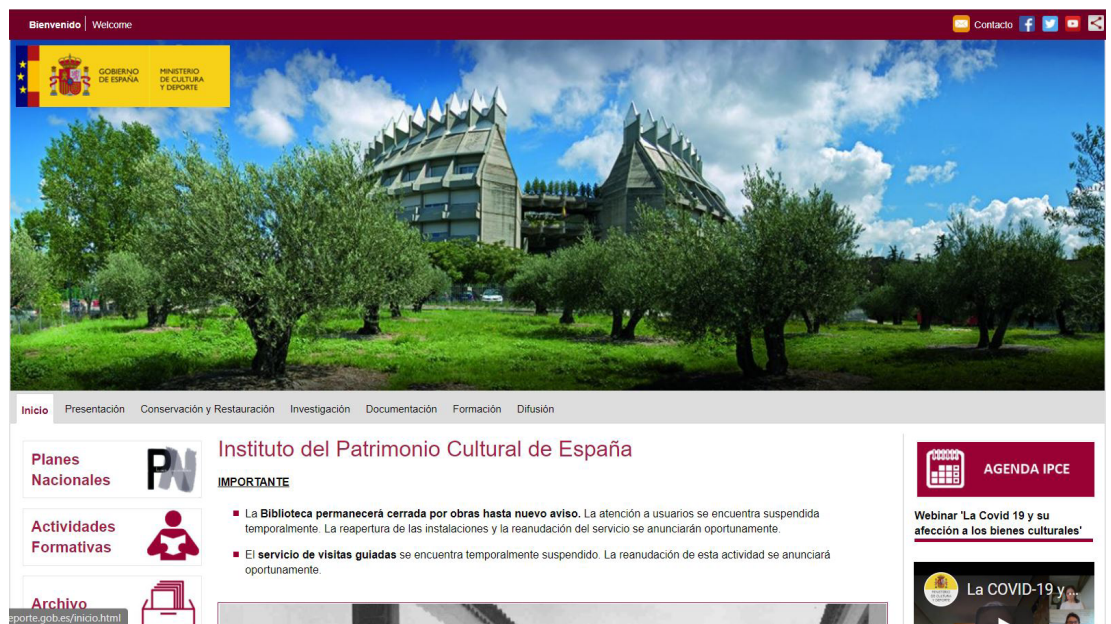 Bienvenido Welcome
Contacto
GOBIERNO MINISTERIO
DE ESPAÑA DE CULTURA
Y DEPORTE
Inicio Presentación Conservación y Restauración Investigación Documentación Formación Difusión
Planes
Nacionales
PN
Actividades
Formativas
Archivo
Instituto del Patrimonio Cultural de España
IMPORTANTE
La Biblioteca permanecerá cerrada por obras hasta nuevo aviso. La atención a usuarios se encuentra suspendida
temporalmente. La reapertura de las instalaciones y la reanudación del servicio se anunciarán oportunamente.
El servicio de visitas guiadas se encuentra temporalmente suspendido. La reanudación de esta actividad se anunciará
oportunamente.
AGENDA IPCE
Webinar 'La Covid 19 y su
afección a los bienes culturales'
La COVID-19 y ...
eporte.gob.es/inicio.html